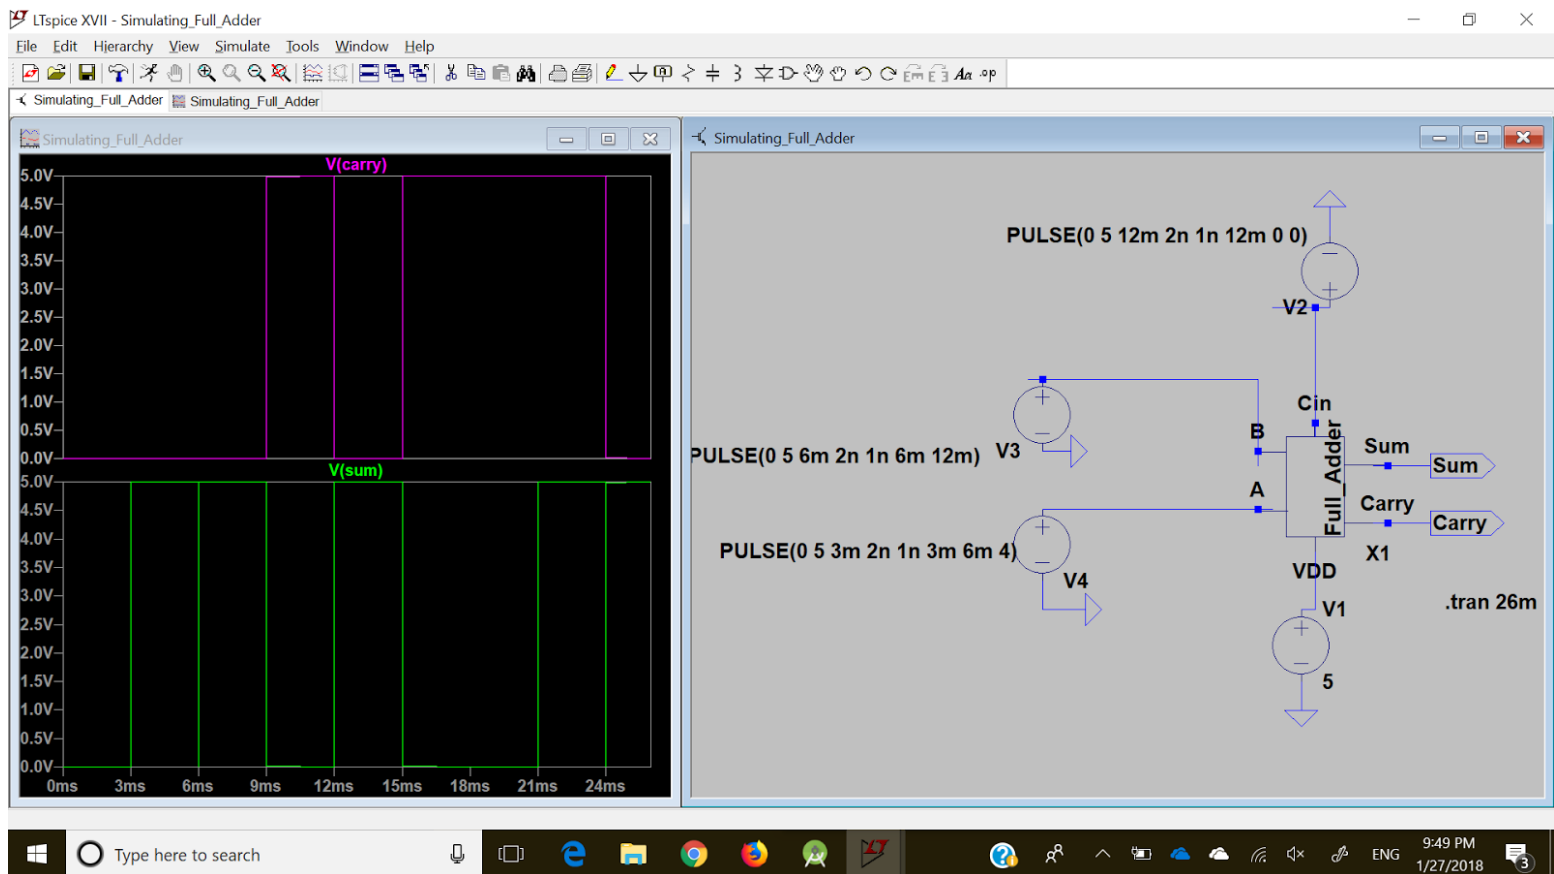 LTspice XVII - Simulating_Full_Adder
File Edit Hierarchy View Simulate Tools Window Help
Aa .op
Simulating_Full_Adder Simulating_Full_Adder
Simulating_Full_Adder
V(carry)
5.0V
4.5V
4.0V
3.5V
3.0V
2.5V
2.0V
1.5V
1.0V
0.5V
0.0V
V(sum)
5.0V
4.5V
4.0V
3.5V
3.0V
2.5V
2.0V
1.5V
1.0V
0.5V
0.0V
0ms 3ms 6ms 9ms 12ms 15ms 18ms 21ms 24ms
Simulating_Full_Adder
PULSE(0 5 12m 2n 1n 12m 0 0)
V2
Cin
B
V3
PULSE(0 5 6m 2n 1n 6m 12m)
Full_Adder
Sum
Sum
A
Carry
Carry
PULSE(0 5 3m 2n 1n 3m 6m 4)
V4
X1
VDD
V1
.tran 26m
5
Type here to search
ENG
9:49 PM
1/27/2018
3